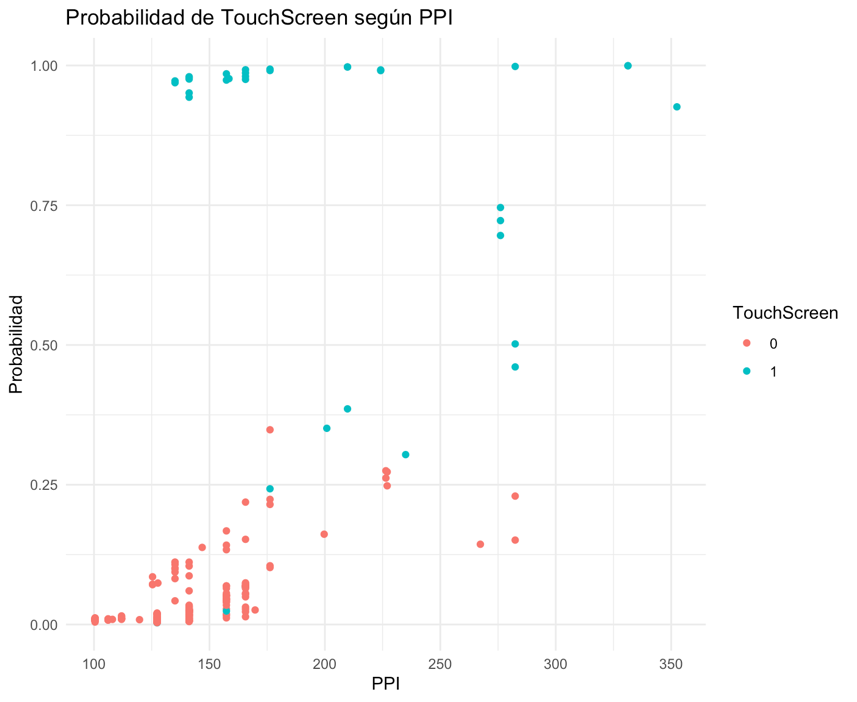 Probabilidad de TouchScreen según PPI
1.00
0.75
0.50
0.25
0.00
Probabilidad
100 150 200 250 300 350
PPI
TouchScreen
0
1